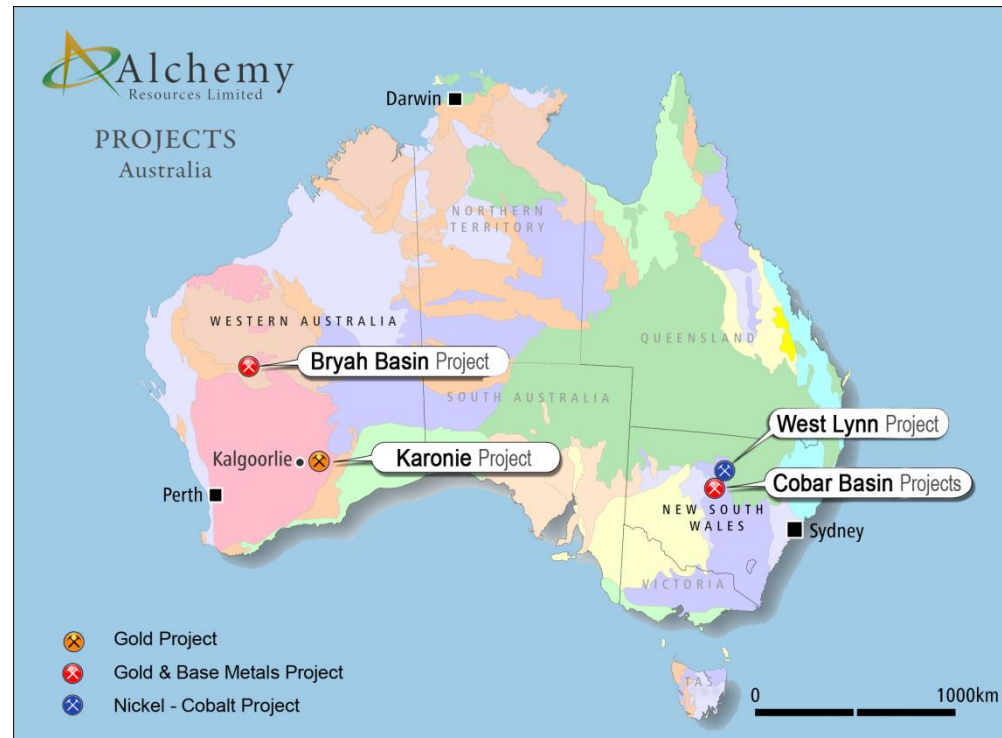 Alchemy
Resources Limited
PROJECTS
Australia
Darwin
NORTHERN
TERRITORY
WESTERN AUSTRALIA
QUEENSLAND
Bryah Basin Project
SOUTH AUSTRALIA
West Lynn Project
Kalgoorlie
Karonie Project
Cobar Basin Projects
Perth
NEW SOUTH
WALES
Sydney
VICTORIA
Gold Project
Gold & Base Metals Project
Nickel - Cobalt Project
TAS
0 1000km